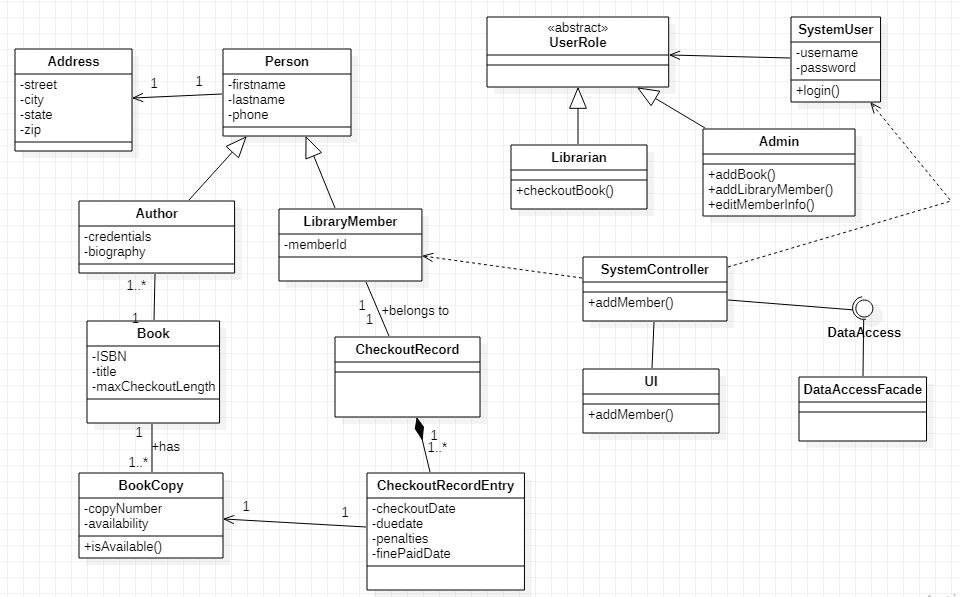 Address
-street
-city
-state
-zip
1
1
Person
-firstname
-lastname
-phone
«abstract»
UserRole
SystemUser
-username
-password
+login()
Librarian
+checkoutBook()
Admin
+addBook()
+addLibraryMember()
+editMemberInfo()
Author
-credentials
-biography
LibraryMember
-memberId
SystemController
+addMember()
1..*
1
1
1
+belongs to
DataAccess
Book
-ISBN
-title
-maxCheckoutLength
CheckoutRecord
UI
+addMember()
DataAccessFacade
1
+has
1..*
1
1..*
BookCopy
-copyNumber
-availability
+isAvailable()
1
1
CheckoutRecordEntry
-checkoutDate
-duedate
-penalties
-finePaidDate